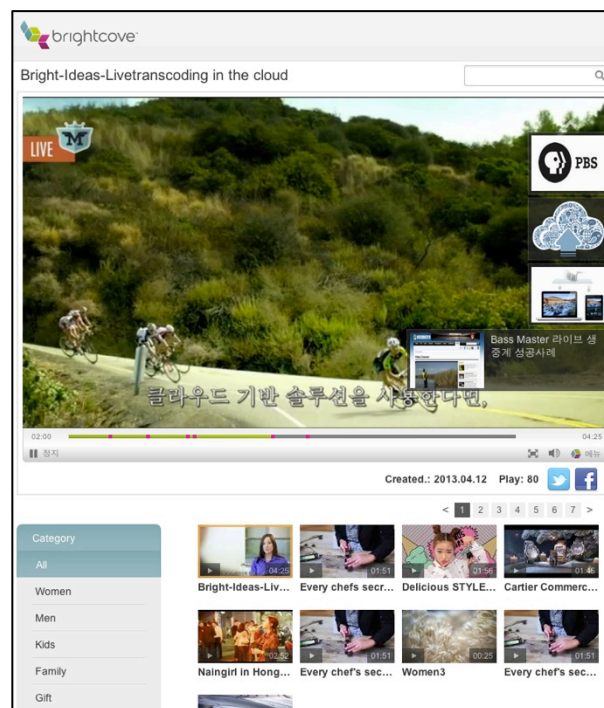 brightcove
Bright-Ideas-Livetranscoding in the cloud
LIVE
M
PBS
Bass Master 라이브 생
중계 성공사례
클라우드 기반 솔루션을 사용한다면,
02:00
04:25
정지
메뉴
Created.: 2013.04.12 Play: 80
< 1 2 3 4 5 6 7 >
Category
All
Women
Men
Kids
Family
Gift
04:25
01:51
01:56
01:46
Bright-Ideas-Liv... Every chefs secr... Delicious STYLE... Cartier Commerc...
02:52
01:51
00:25
01:51
Naingirl in Hong... Every chef's sec... Women3 Every chef's sec...